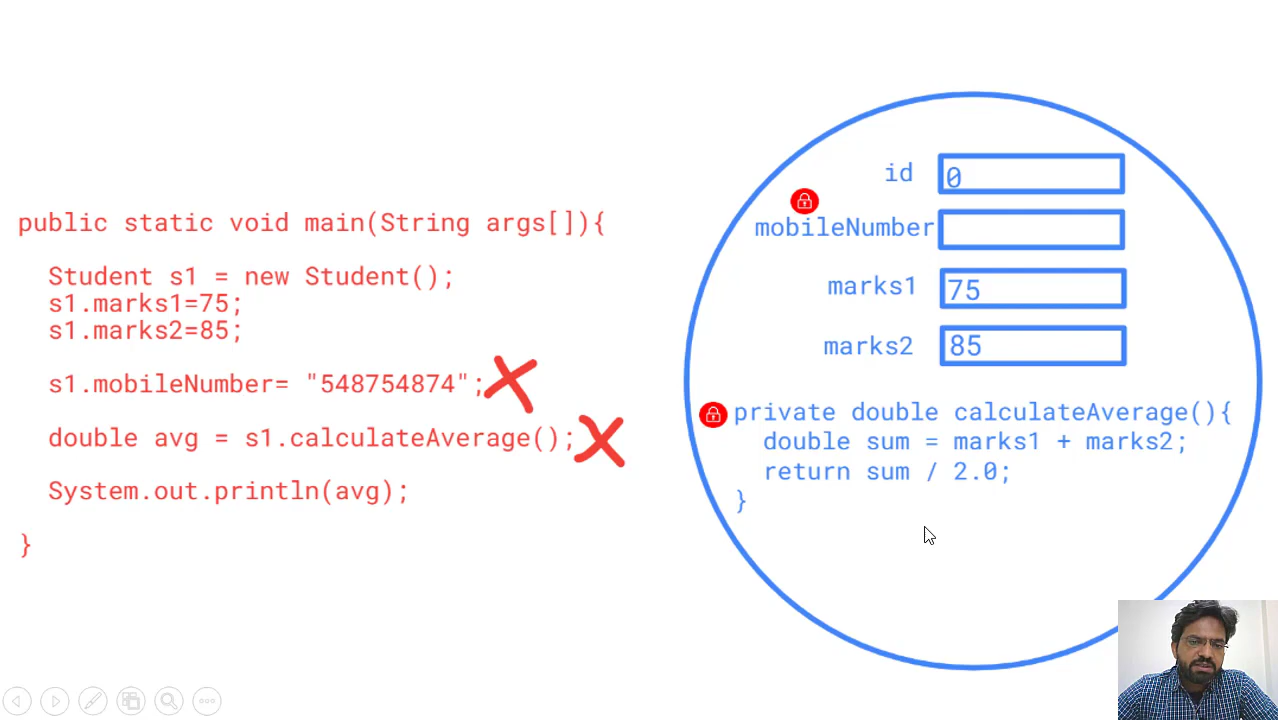 public static void main(String args[]){
Student s1 = new Student();
s1.marks1=75;
s1.marks2=85;
s1.mobileNumber= "548754874";
double avg = s1.calculateAverage();
System.out.println(avg);
}
id 0
mobileNumber
marks1 75
marks2 85
private double calculateAverage(){
double sum = marks1 + marks2;
return sum / 2.0;
}